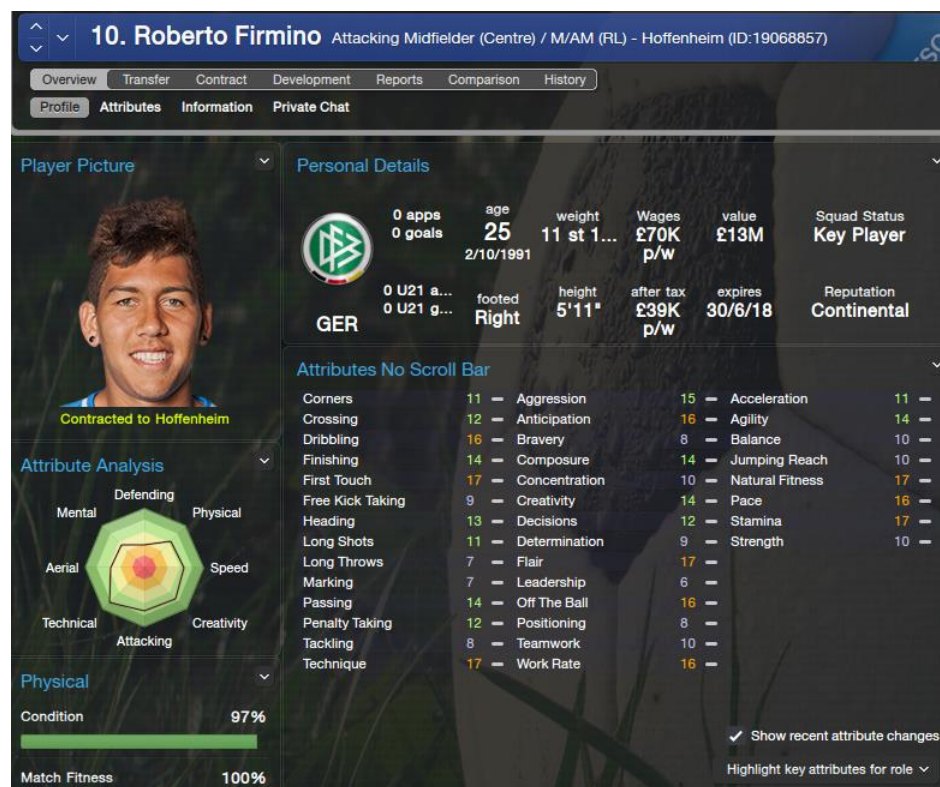 10. Roberto Firmino Attacking Midfielder (Centre) / M/AM (RL) - Hoffenheim (ID:19068857)
Overview Transfer Contract Development Reports Comparison History
Profile Attributes Information Private Chat
Player Picture
Contracted to Hoffenheim
Attribute Analysis
Defending
Mental Physical
Aerial Speed
Technical Creativity
Attacking
Physical
Condition 97%
Match Fitness 100%
Personal Details
0 apps
0 goals
0 U21 a...
0 U21 g...
GER
age
25
2/10/1991
footed
Right
weight
11 st 1...
height
5'11"
Wages
£70K
p/w
after tax
£39K
p/w
value
£13M
expires
30/6/18
Squad Status
Key Player
Reputation
Continental
Attributes No Scroll Bar
Corners 11 - Aggression 15 - Acceleration 11 -
Crossing 12 - Anticipation 16 - Agility 14 -
Dribbling 16 - Bravery 8 - Balance 10 -
Finishing 14 - Composure 14 - Jumping Reach 10 -
First Touch 17 - Concentration 10 - Natural Fitness 17 -
Free Kick Taking 9 - Creativity 14 - Pace 16 -
Heading 13 - Decisions 12 - Stamina 17 -
Long Shots 11 - Determination 9 - Strength 10 -
Long Throws 7 - Flair 17 -
Marking 7 - Leadership 6 -
Passing 14 - Off The Ball 16 -
Penalty Taking 12 - Positioning 8 -
Tackling 8 - Teamwork 10 -
Technique 17 - Work Rate 16 -
Show recent attribute changes
Highlight key attributes for role